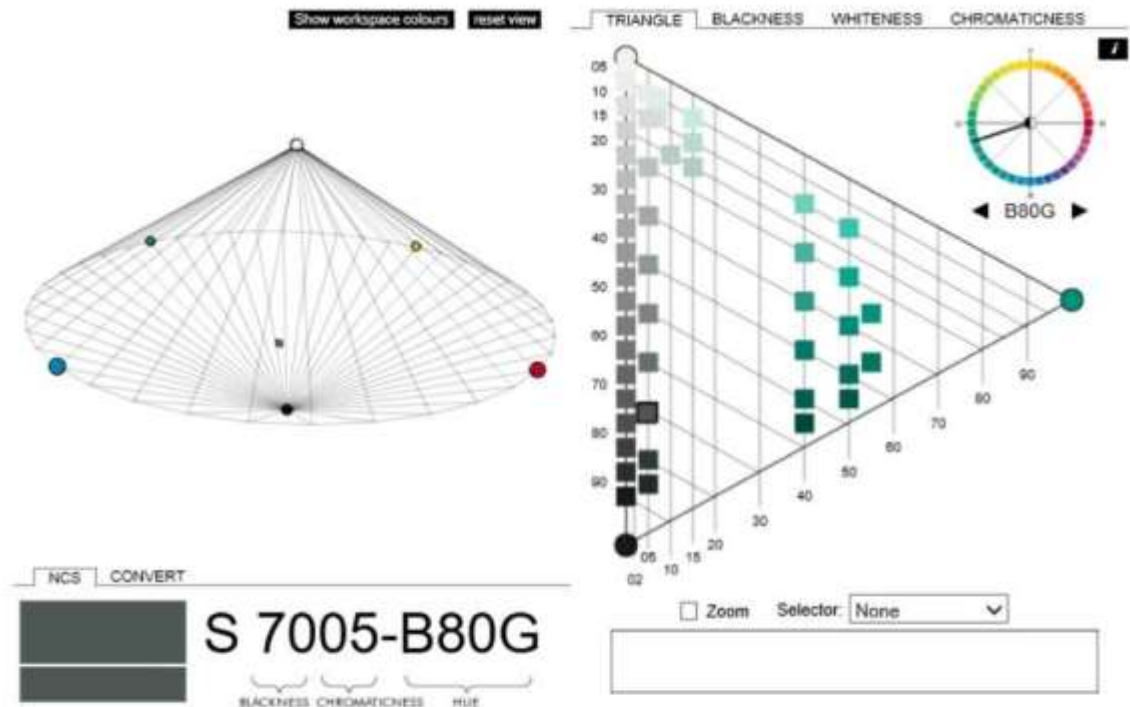 Show workspace colours reset view
TRIANGLE BLACKNESS WHITENESS CHROMATICNESS
i
05
10
15
20
30
40
50
60
70
80
90
B80G
90
80
70
60
50
40
30
20
15
10
05
02
NCS CONVERT
S 7005-B80G
BLACKNESS CHROMATICNESS HUE
Zoom Selector: None